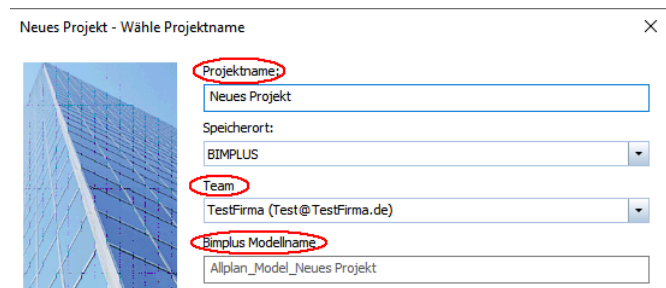 Neues Projekt - Wähle Projektname
Projektname:
Neues Projekt
Speicherort:
BIMPLUS
Team
TestFirma (Test@TestFirma.de)
Bimplus Modellname
Allplan_Model_Neues Projekt